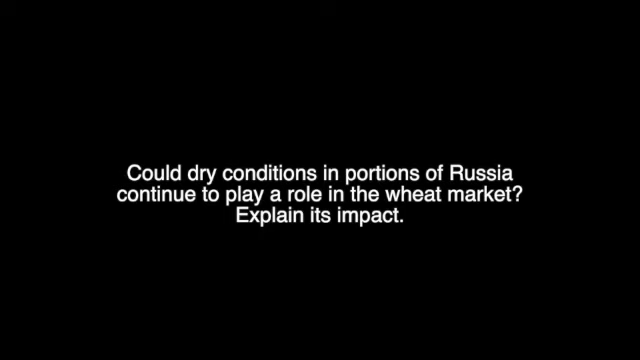 Could dry conditions in portions of Russia
continue to play a role in the wheat market?
Explain its impact.